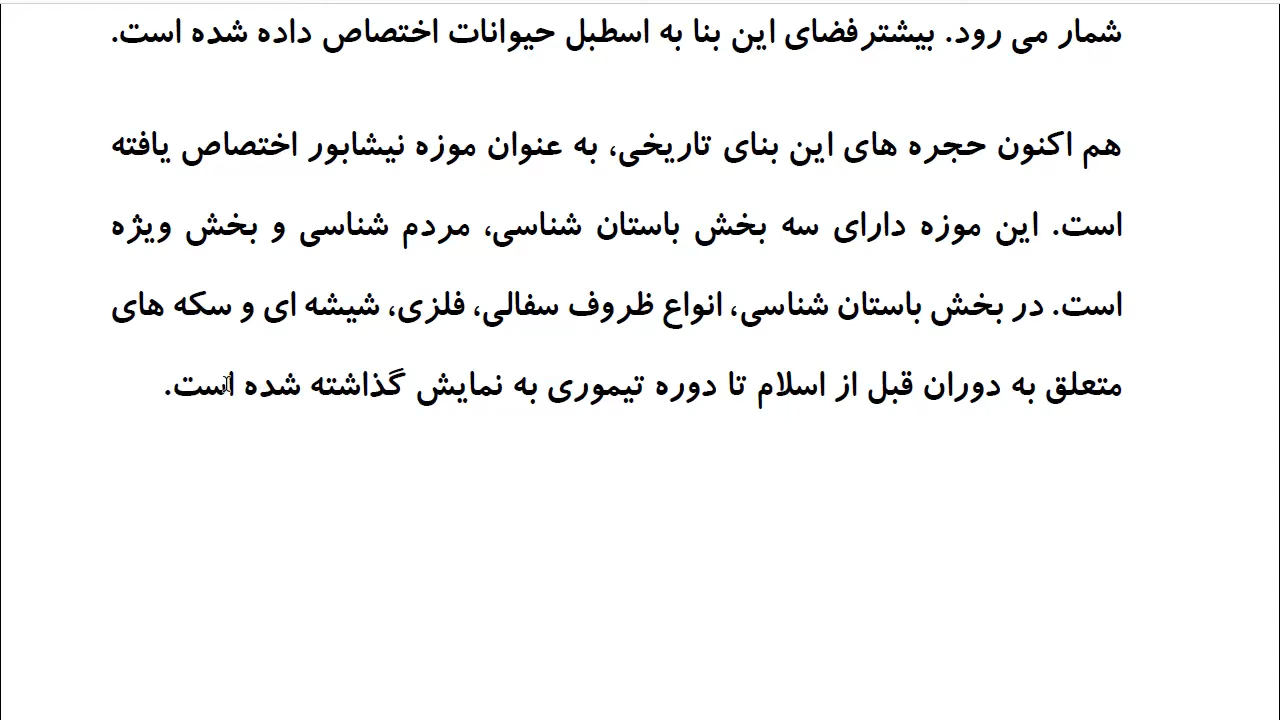 شمار می رود. بیشترفضای این بنا به اسطبل حیوانات اختصاص داده شده است.
هم اکنون حجره های این بنای تاریخی، به عنوان موزه نیشابور اختصاص یافته
است. این موزه دارای سه بخش باستان شناسی، مردم شناسی و بخش ویژه
است. در بخش باستان شناسی، انواع ظروف سفالی، فلزی، شیشه ای و سکه های
متعلق به دوران قبل از اسلام تا دوره تیموری به نمایش گذاشته شده است.